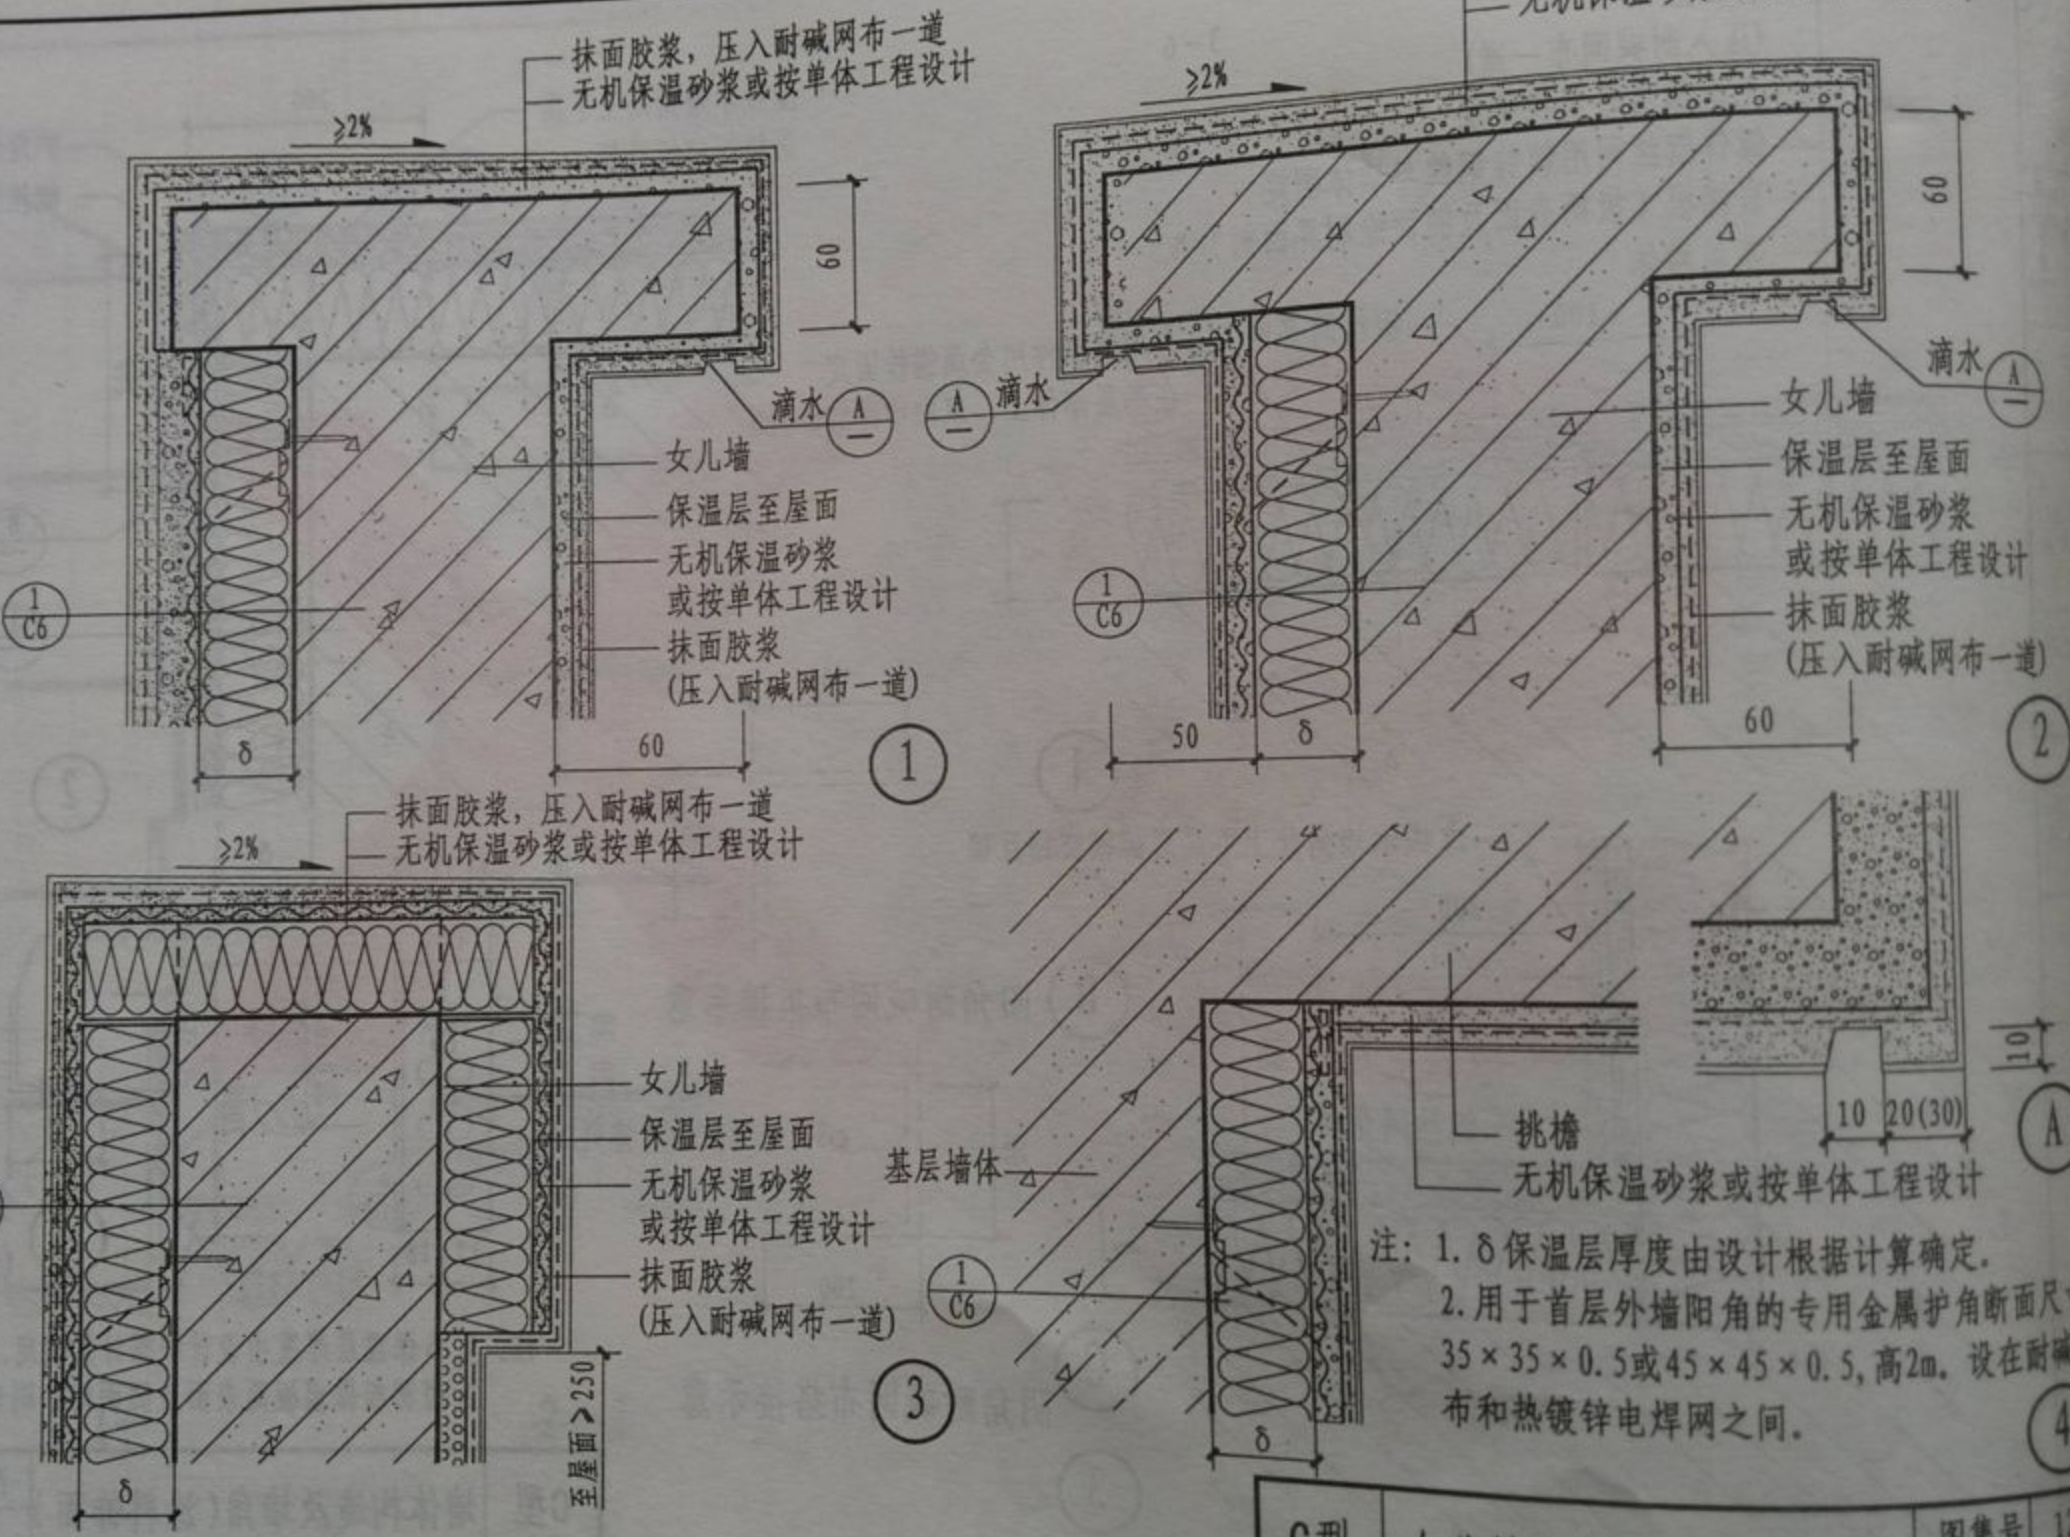 抹面胶浆，压入耐碱网布一道
无机保温砂浆或按单体工程设计
≥2%
60
滴水
A
—
女儿墙
保温层至屋面
无机保温砂浆
或按单体工程设计
抹面胶浆
(压入耐碱网布一道)
1
C6
δ
60
1
无机保温砂
≥2%
60
A
—
滴水
滴水
A
—
女儿墙
保温层至屋面
无机保温砂浆
或按单体工程设计
抹面胶浆
(压入耐碱网布一道)
1
C6
50
δ
60
2
抹面胶浆，压入耐碱网布一道
无机保温砂浆或按单体工程设计
≥2%
女儿墙
保温层至屋面
无机保温砂浆
或按单体工程设计
抹面胶浆
(压入耐碱网布一道)
至屋面>250
δ
3
基层墙体
1
C6
δ
挑檐
无机保温砂浆或按单体工程设计
10
10
20(30)
A
注: 1. δ保温层厚度由设计根据计算确定.
2.用于首层外墙阳角的专用金属护角断面尺
35×35×0.5或45×45×0.5,高2m. 设在耐碱
布和热镀锌电焊网之间.
4
图集号